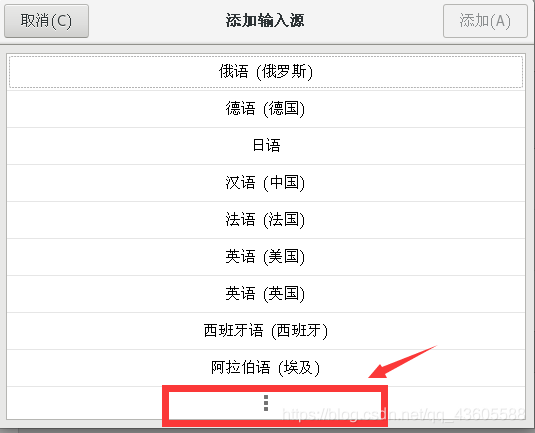 取消(C) 添加输入源 添加(A)
俄语 (俄罗斯)
德语 (德国)
日语
汉语 (中国)
法语 (法国)
英语 (美国)
英语 (英国)
西班牙语 (西班牙)
阿拉伯语 (埃及)
https://blog.csdn.net/qq_43605588